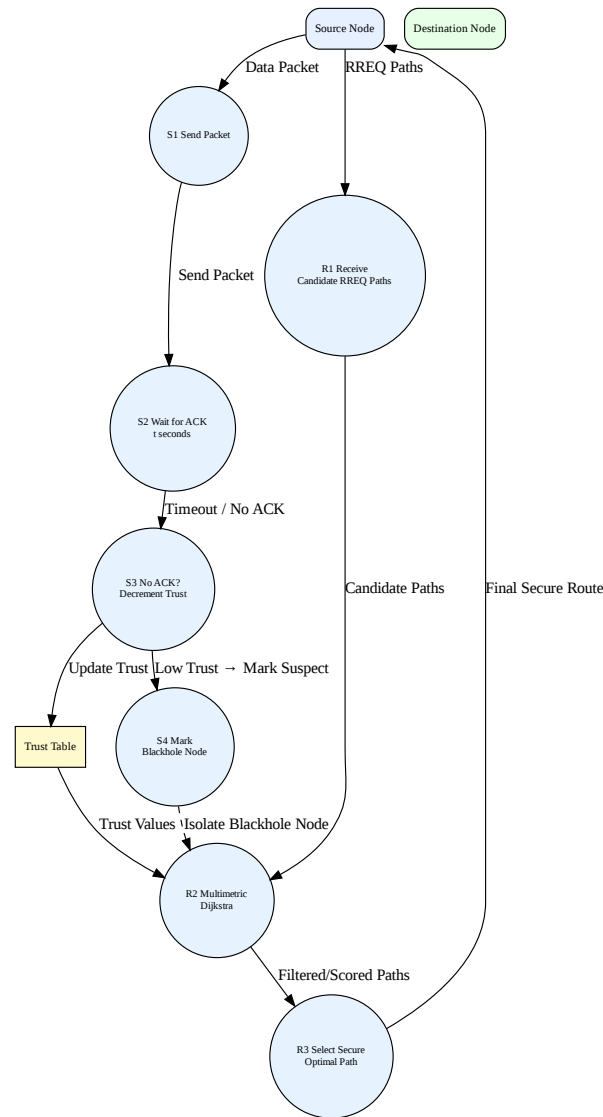 Source Node
Destination Node
Data Packet
RREQ Paths
S1 Send Packet
R1 Receive
Candidate RREQ Paths
Send Packet
S2 Wait for ACK
t seconds
Timeout / No ACK
S3 No ACK?
Decrement Trust
Candidate Paths
Final Secure Route
Update Trust
Low Trust → Mark Suspect
Trust Table
S4 Mark
Blackhole Node
Trust Values
Isolate Blackhole Node
R2 Multimetric
Dijkstra
Filtered/Scored Paths
R3 Select Secure
Optimal Path